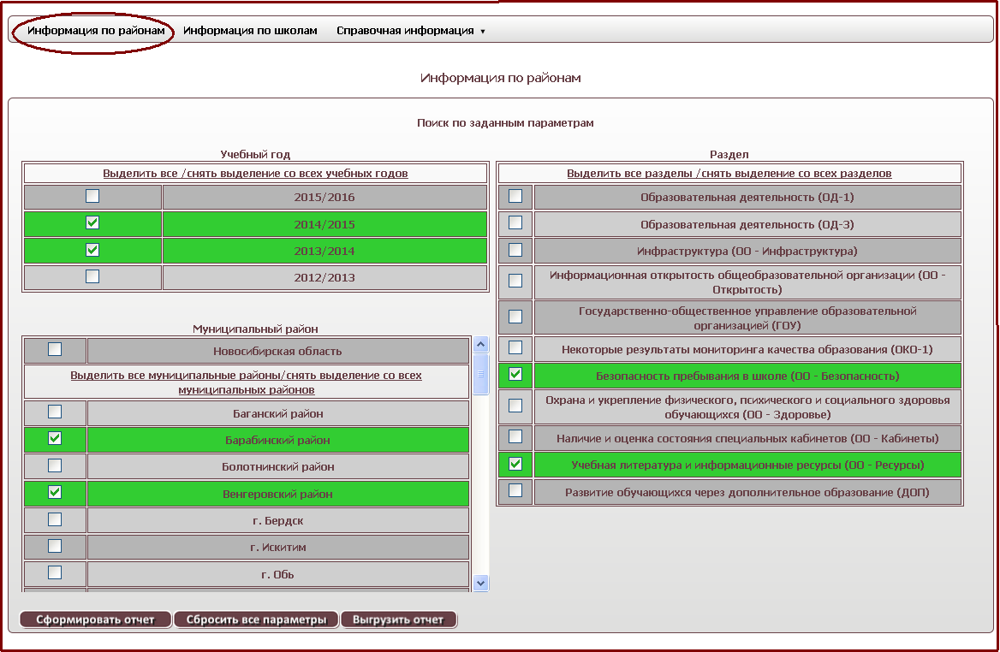 Информация по районам Информация по школам Справочная информация
Информация по районам
Поиск по заданным параметрам
Учебный год
Выделить все /снять выделение со всех учебных годов
2015/2016
2014/2015
2013/2014
2012/2013
Муниципальный район
Новосибирская область
Выделить все муниципальные районы/снять выделение со всех
муниципальных районов
Баганский район
Барабинский район
Болотнинский район
Венгеровский район
г. Бердск
г. Искитим
г. Обь
Раздел
Выделить все разделы /снять выделение со всех разделов
Образовательная деятельность (ОД-1)
Образовательная деятельность (ОД-3)
Инфраструктура (ОО - Инфраструктура)
Информационная открытость общеобразовательной организации (ОО -
Открытость)
Государственно-общественное управление образовательной
организацией (ГОУ)
Некоторые результаты мониторинга качества образования (ОКО-1)
Безопасность пребывания в школе (ОО - Безопасность)
Охрана и укрепление физического, психического и социального здоровья
обучающихся (ОО - Здоровье)
Наличие и оценка состояния специальных кабинетов (ОО - Кабинеты)
Учебная литература и информационные ресурсы (ОО - Ресурсы)
Развитие обучающихся через дополнительное образование (ДОП)
Сформировать отчет Сбросить все параметры Выгрузить отчет